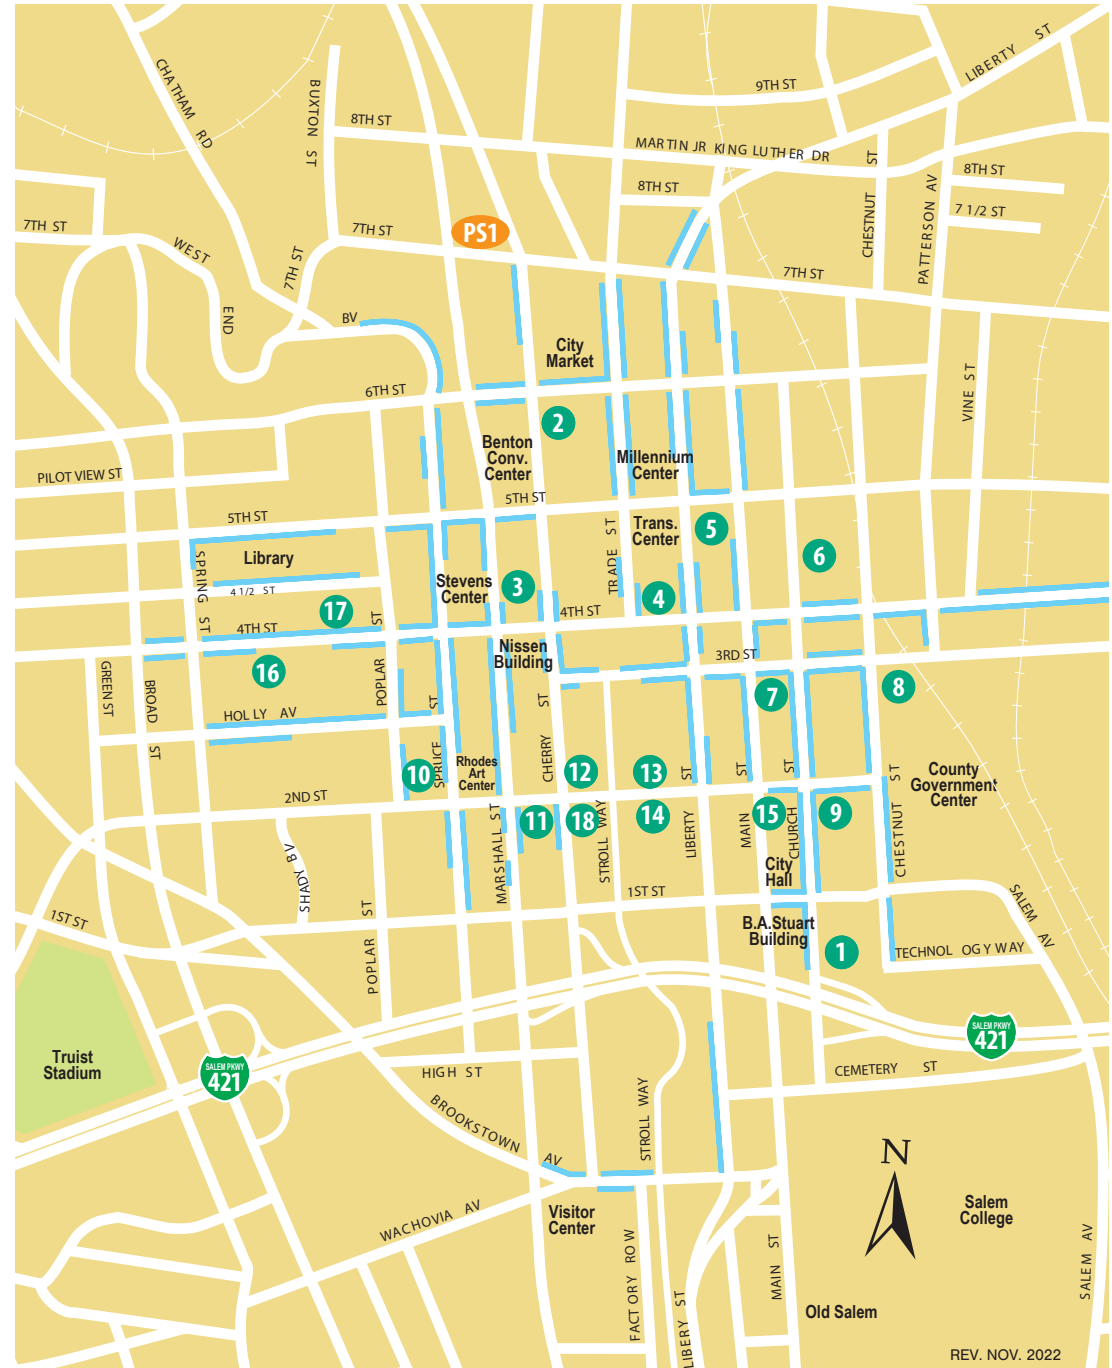 LIBERTY ST
CHATHAM RD
BUXTON ST
9TH ST
8TH ST
MARTIN JR KING LUTHER DR
CHESTNUT ST
PATTERSON AV
8TH ST
8TH ST
7 1/2 ST
7TH ST
WEST END BV
7TH ST
7TH ST
PS1
7TH ST
City
Market
VINE ST
6TH ST
2
Benton
Conv.
Center
Millennium
Center
PILOT VIEW ST
5TH ST
5TH ST
TRADE ST
Trans.
Center
5
6
Library
SPRING ST
4 1/2 ST
Stevens
Center
3
4
17
4TH ST
4TH ST
POPLAR ST
Nissen
Building
3RD ST
16
GREEN ST
BROAD ST
7
8
HOLLY AV
SPRUCE ST
CHERRY ST
10
Rhodes
Art
Center
12
13
LIBERTY ST
MAIN ST
CHURCH ST
CHESTNUT ST
County
Government
Center
2ND ST
MARSHALL ST
11
18
STROLL WAY
14
15
9
SHADY BV
City
Hall
1ST ST
SALEM AV
1ST ST
POPLAR ST
B.A.Stuart
Building
1
TECHNOLOGY WAY
Truist
Stadium
SALEM PKWY
421
SALEM PKWY
421
HIGH ST
CEMETERY ST
BROOKSTOWN AV
STROLL WAY
N
WACHOVIA AV
Visitor
Center
Salem
College
FACTORY ROW
LIBERY ST
MAIN ST
SALEM AV
Old Salem
REV. NOV. 2022